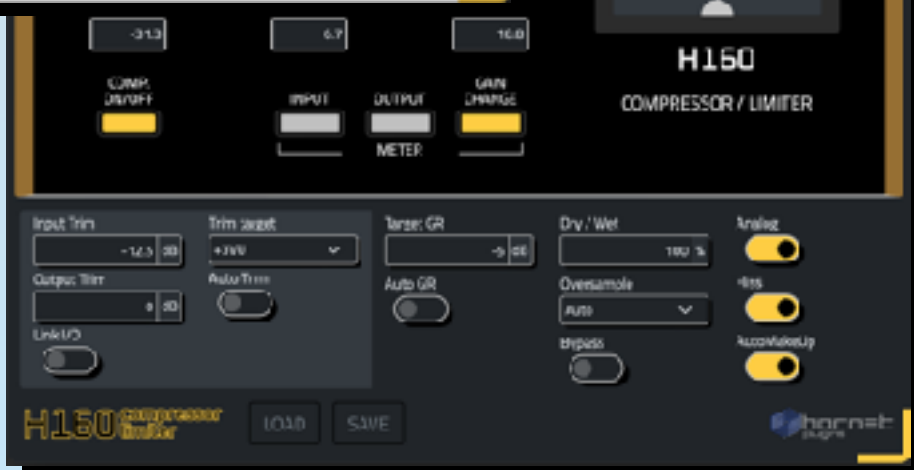 -31.3 6.7 16.0
H160
COMP.
ON/OFF
INPUT OUTPUT
GAIN
CHANGE
COMPRESSOR / LIMITER
METER
Input Trim Trim target Target GR Dry / Wet Analog
-12.5 dB +3VU -6 dB 100 %
Output Trim Auto Trim Auto GR Oversample
0 dB Auto
Link I/O Bypass AutoMakeUp
H160 compressor
limiter
LOAD SAVE
hornet
plugins